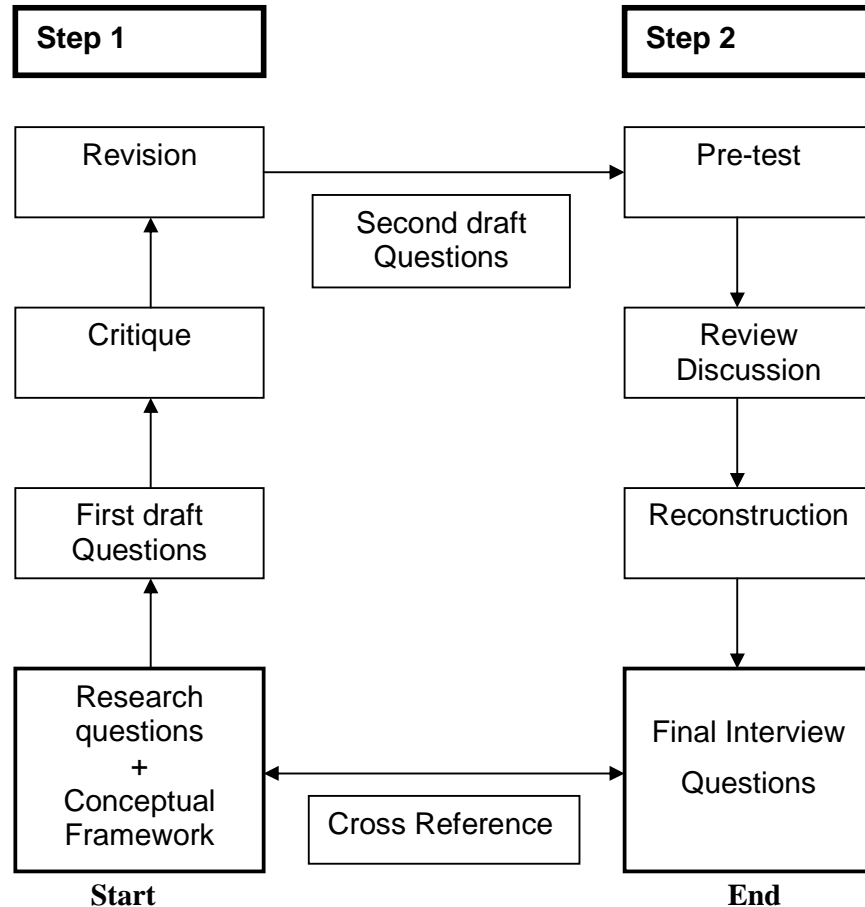 Step 1
Step 2
Revision
Pre-test
Second draft
Questions
Critique
Review
Discussion
First draft
Questions
Reconstruction
Research
questions
+
Conceptual
Framework
Final Interview
Questions
Cross Reference
Start
End